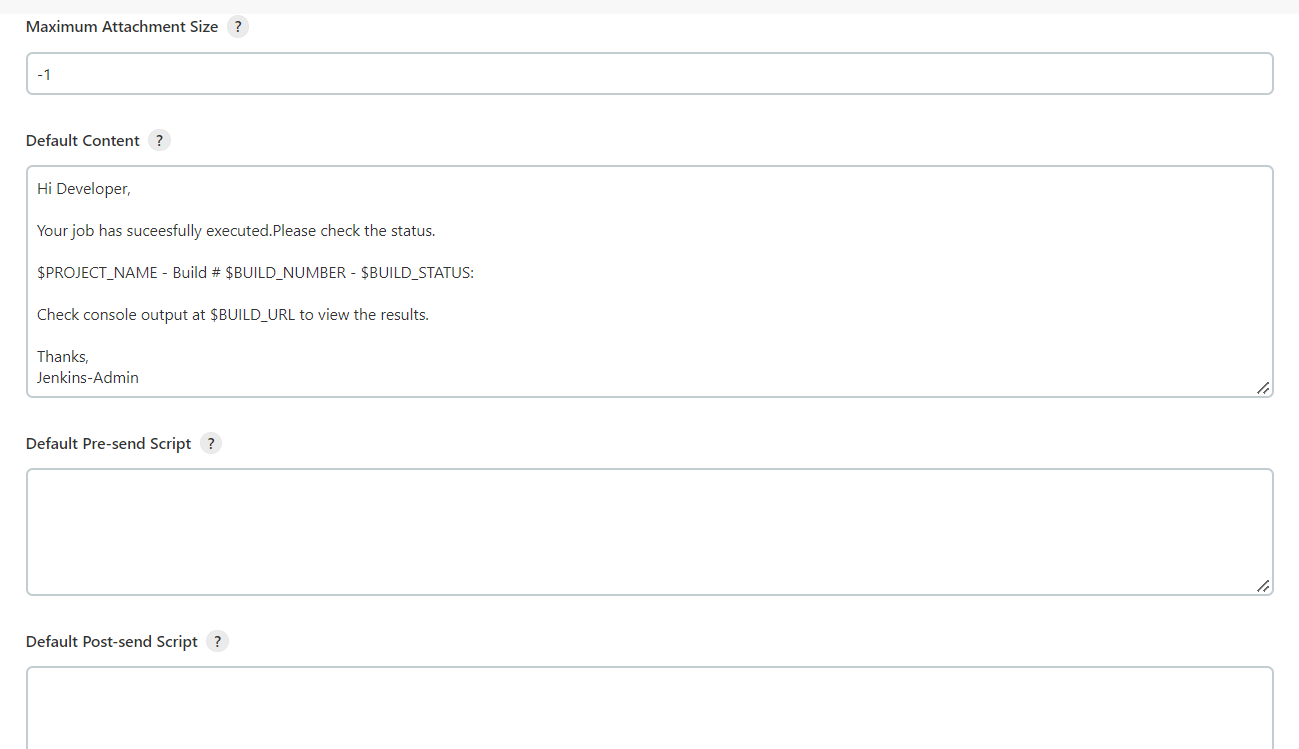 Maximum Attachment Size ?
-1
Default Content ?
Hi Developer,
Your job has suceesfully executed.Please check the status.
$PROJECT_NAME - Build # $BUILD_NUMBER - $BUILD_STATUS:
Check console output at $BUILD_URL to view the results.
Thanks,
Jenkins-Admin
Default Pre-send Script ?
Default Post-send Script ?